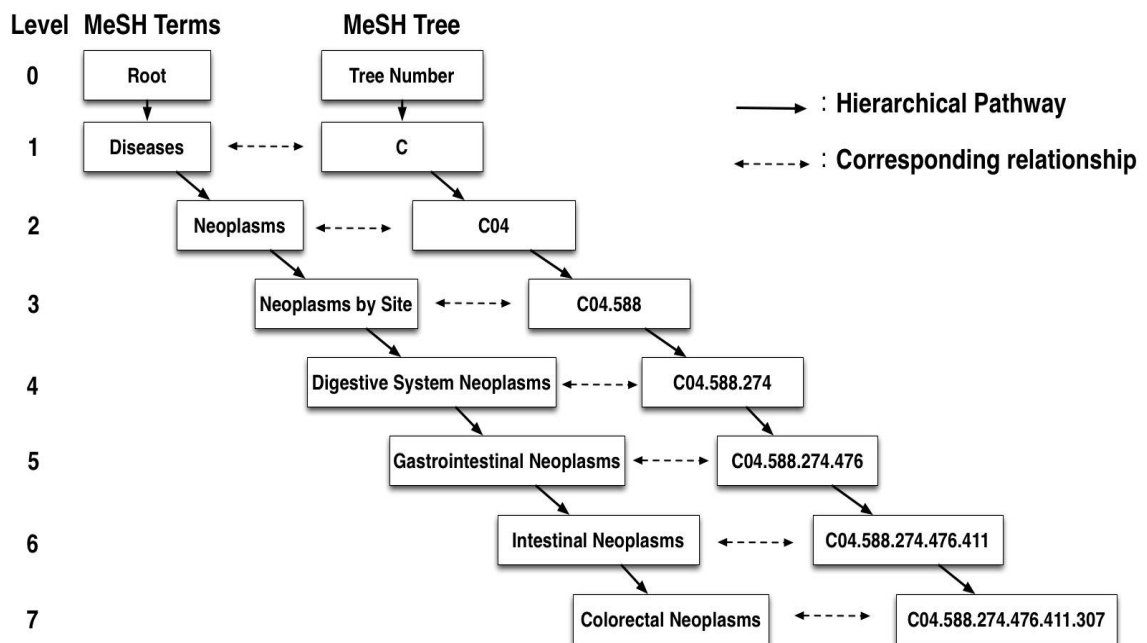 Level MeSH Terms MeSH Tree
0 Root Tree Number
: Hierarchical Pathway
1 Diseases C
: Corresponding relationship
2 Neoplasms C04
3 Neoplasms by Site C04.588
4 Digestive System Neoplasms C04.588.274
5 Gastrointestinal Neoplasms C04.588.274.476
6 Intestinal Neoplasms C04.588.274.476.411
7 Colorectal Neoplasms C04.588.274.476.411.307